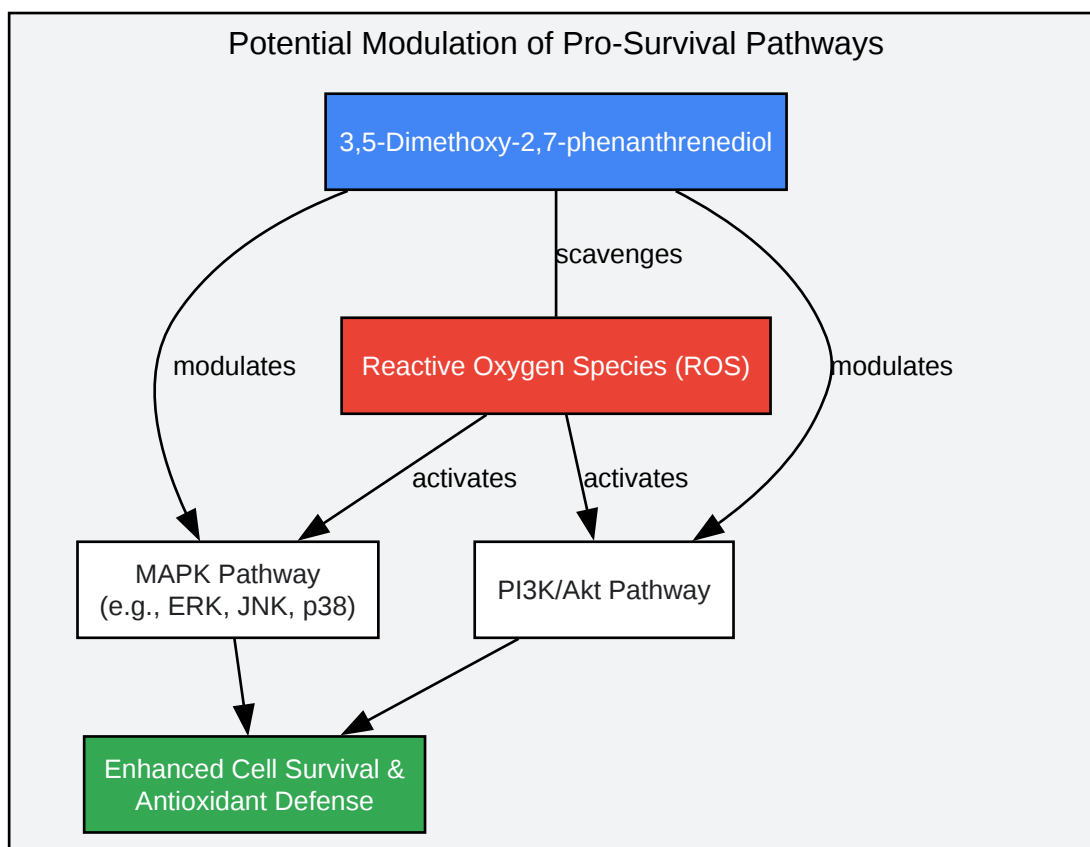 Potential Modulation of Pro-Survival Pathways
3,5-Dimethoxy-2,7-phenanthrenediol
scavenges
Reactive Oxygen Species (ROS)
modulates
modulates
activates
activates
MAPK Pathway
(e.g., ERK, JNK, p38)
PI3K/Akt Pathway
Enhanced Cell Survival &
Antioxidant Defense